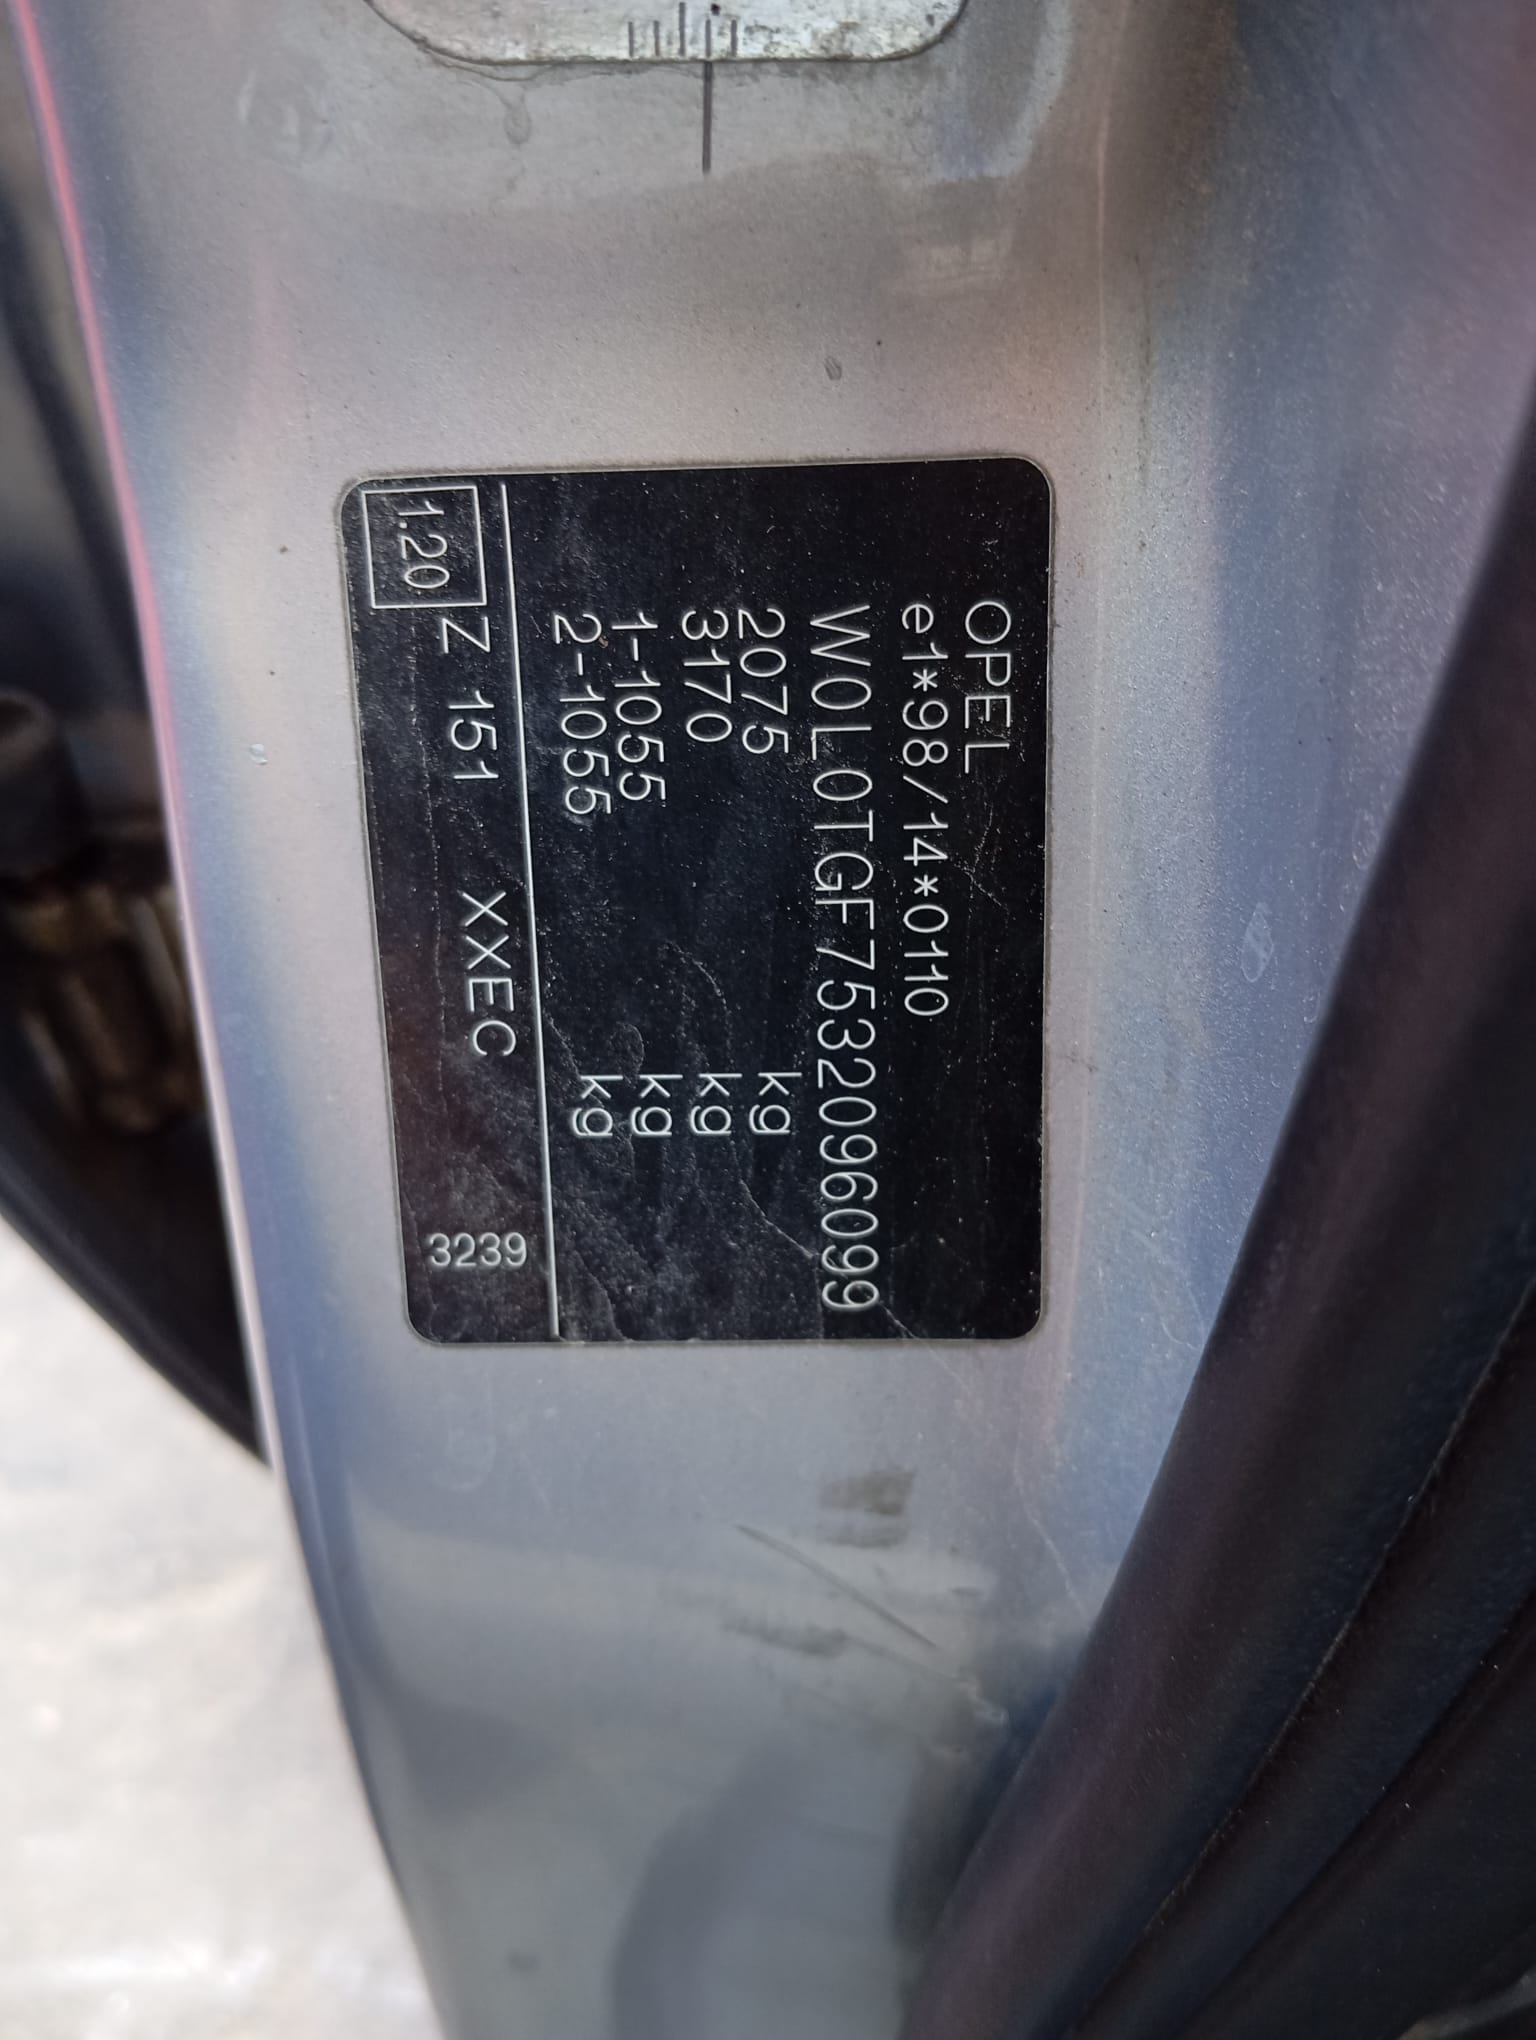 OPEL
e1*98/14*0110
W0L0TGF7532096099
2075 kg
3170 kg
1-1055 kg
2-1055 kg
1.20 Z 151 XXEC 3239